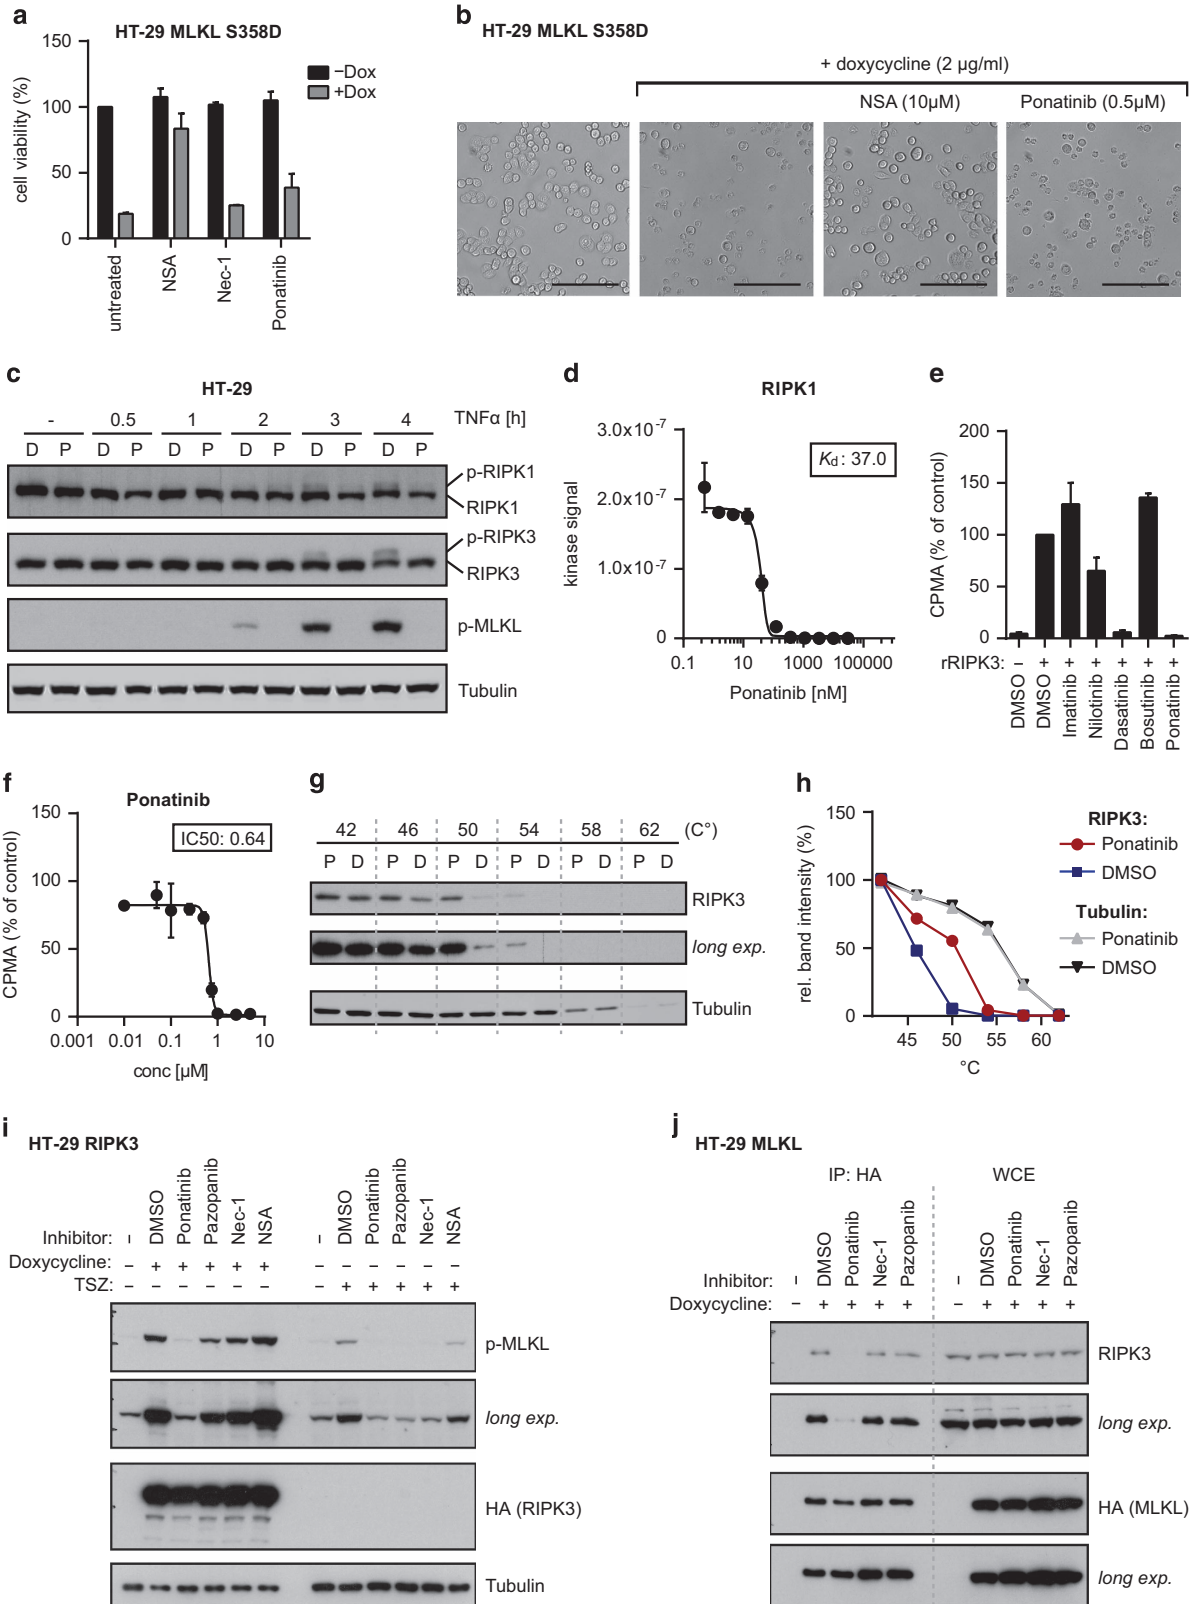 a
HT-29 MLKL S358D
cell viability (%)
150
100
50
0
−Dox
+Dox
untreated
NSA
Nec-1
Ponatinib
b
HT-29 MLKL S358D
+ doxycycline (2 µg/ml)
NSA (10µM)
Ponatinib (0.5µM)
c
HT-29
- 0.5 1 2 3 4 TNFα [h]
D P D P D P D P D P D P
p-RIPK1
RIPK1
p-RIPK3
RIPK3
p-MLKL
Tubulin
d
RIPK1
kinase signal
3.0x10⁻⁷
2.0x10⁻⁷
1.0x10⁻⁷
0
Kd: 37.0
0.1 10 1000 100000
Ponatinib [nM]
e
CPMA (% of control)
200
150
100
50
0
rRIPK3: − + + + + + +
DMSO
DMSO
Imatinib
Nilotinib
Dasatinib
Bosutinib
Ponatinib
f
Ponatinib
CPMA (% of control)
150
100
50
0
IC50: 0.64
0.001 0.01 0.1 1 10
conc [µM]
g
42 46 50 54 58 62 (C°)
P D P D P D P D P D P D
RIPK3
long exp.
Tubulin
h
rel. band intensity (%)
150
100
50
0
45 50 55 60
°C
RIPK3:
Ponatinib
DMSO
Tubulin:
Ponatinib
DMSO
i
HT-29 RIPK3
Inhibitor: − DMSO Ponatinib Pazopanib Nec-1 NSA − DMSO Ponatinib Pazopanib Nec-1 NSA
Doxycycline: − + + + + +
TSZ: − − − − − − − + + + + +
p-MLKL
long exp.
HA (RIPK3)
Tubulin
j
HT-29 MLKL
IP: HA WCE
Inhibitor: − DMSO Ponatinib Nec-1 Pazopanib − DMSO Ponatinib Nec-1 Pazopanib
Doxycycline: − + + + + − + + + +
RIPK3
long exp.
HA (MLKL)
long exp.